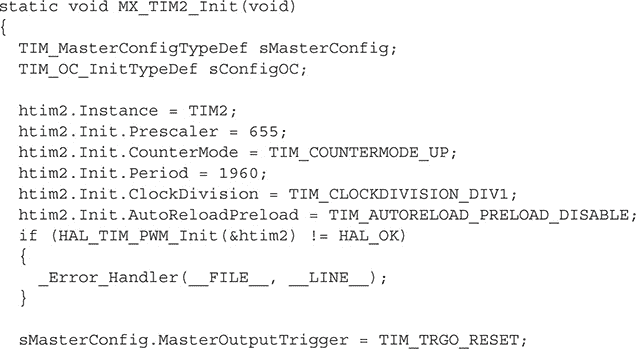 static void MX_TIM2_Init(void)
{
  TIM_MasterConfigTypeDef sMasterConfig;
  TIM_OC_InitTypeDef sConfigOC;

  htim2.Instance = TIM2;
  htim2.Init.Prescaler = 655;
  htim2.Init.CounterMode = TIM_COUNTERMODE_UP;
  htim2.Init.Period = 1960;
  htim2.Init.ClockDivision = TIM_CLOCKDIVISION_DIV1;
  htim2.Init.AutoReloadPreload = TIM_AUTORELOAD_PRELOAD_DISABLE;
  if (HAL_TIM_PWM_Init(&htim2) != HAL_OK)
  {
    _Error_Handler(__FILE__, __LINE__);
  }

  sMasterConfig.MasterOutputTrigger = TIM_TRGO_RESET;